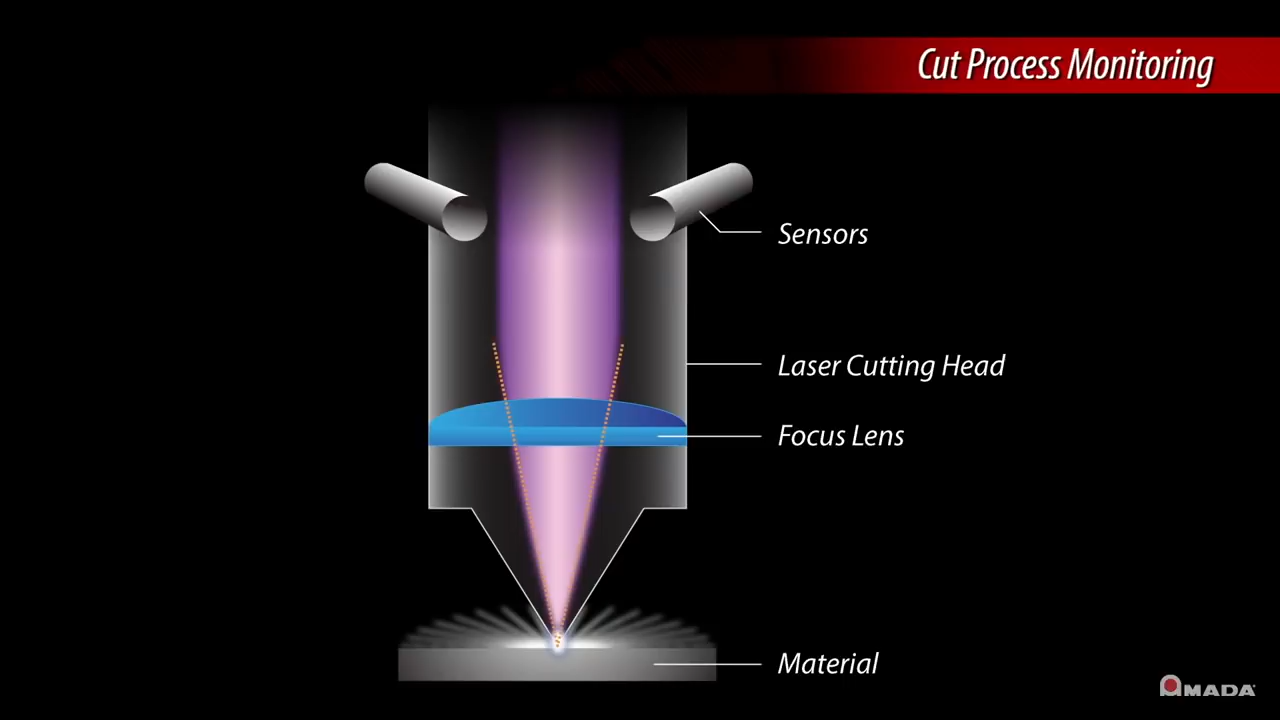 Cut Process Monitoring
Sensors
Laser Cutting Head
Focus Lens
Material
AMADA